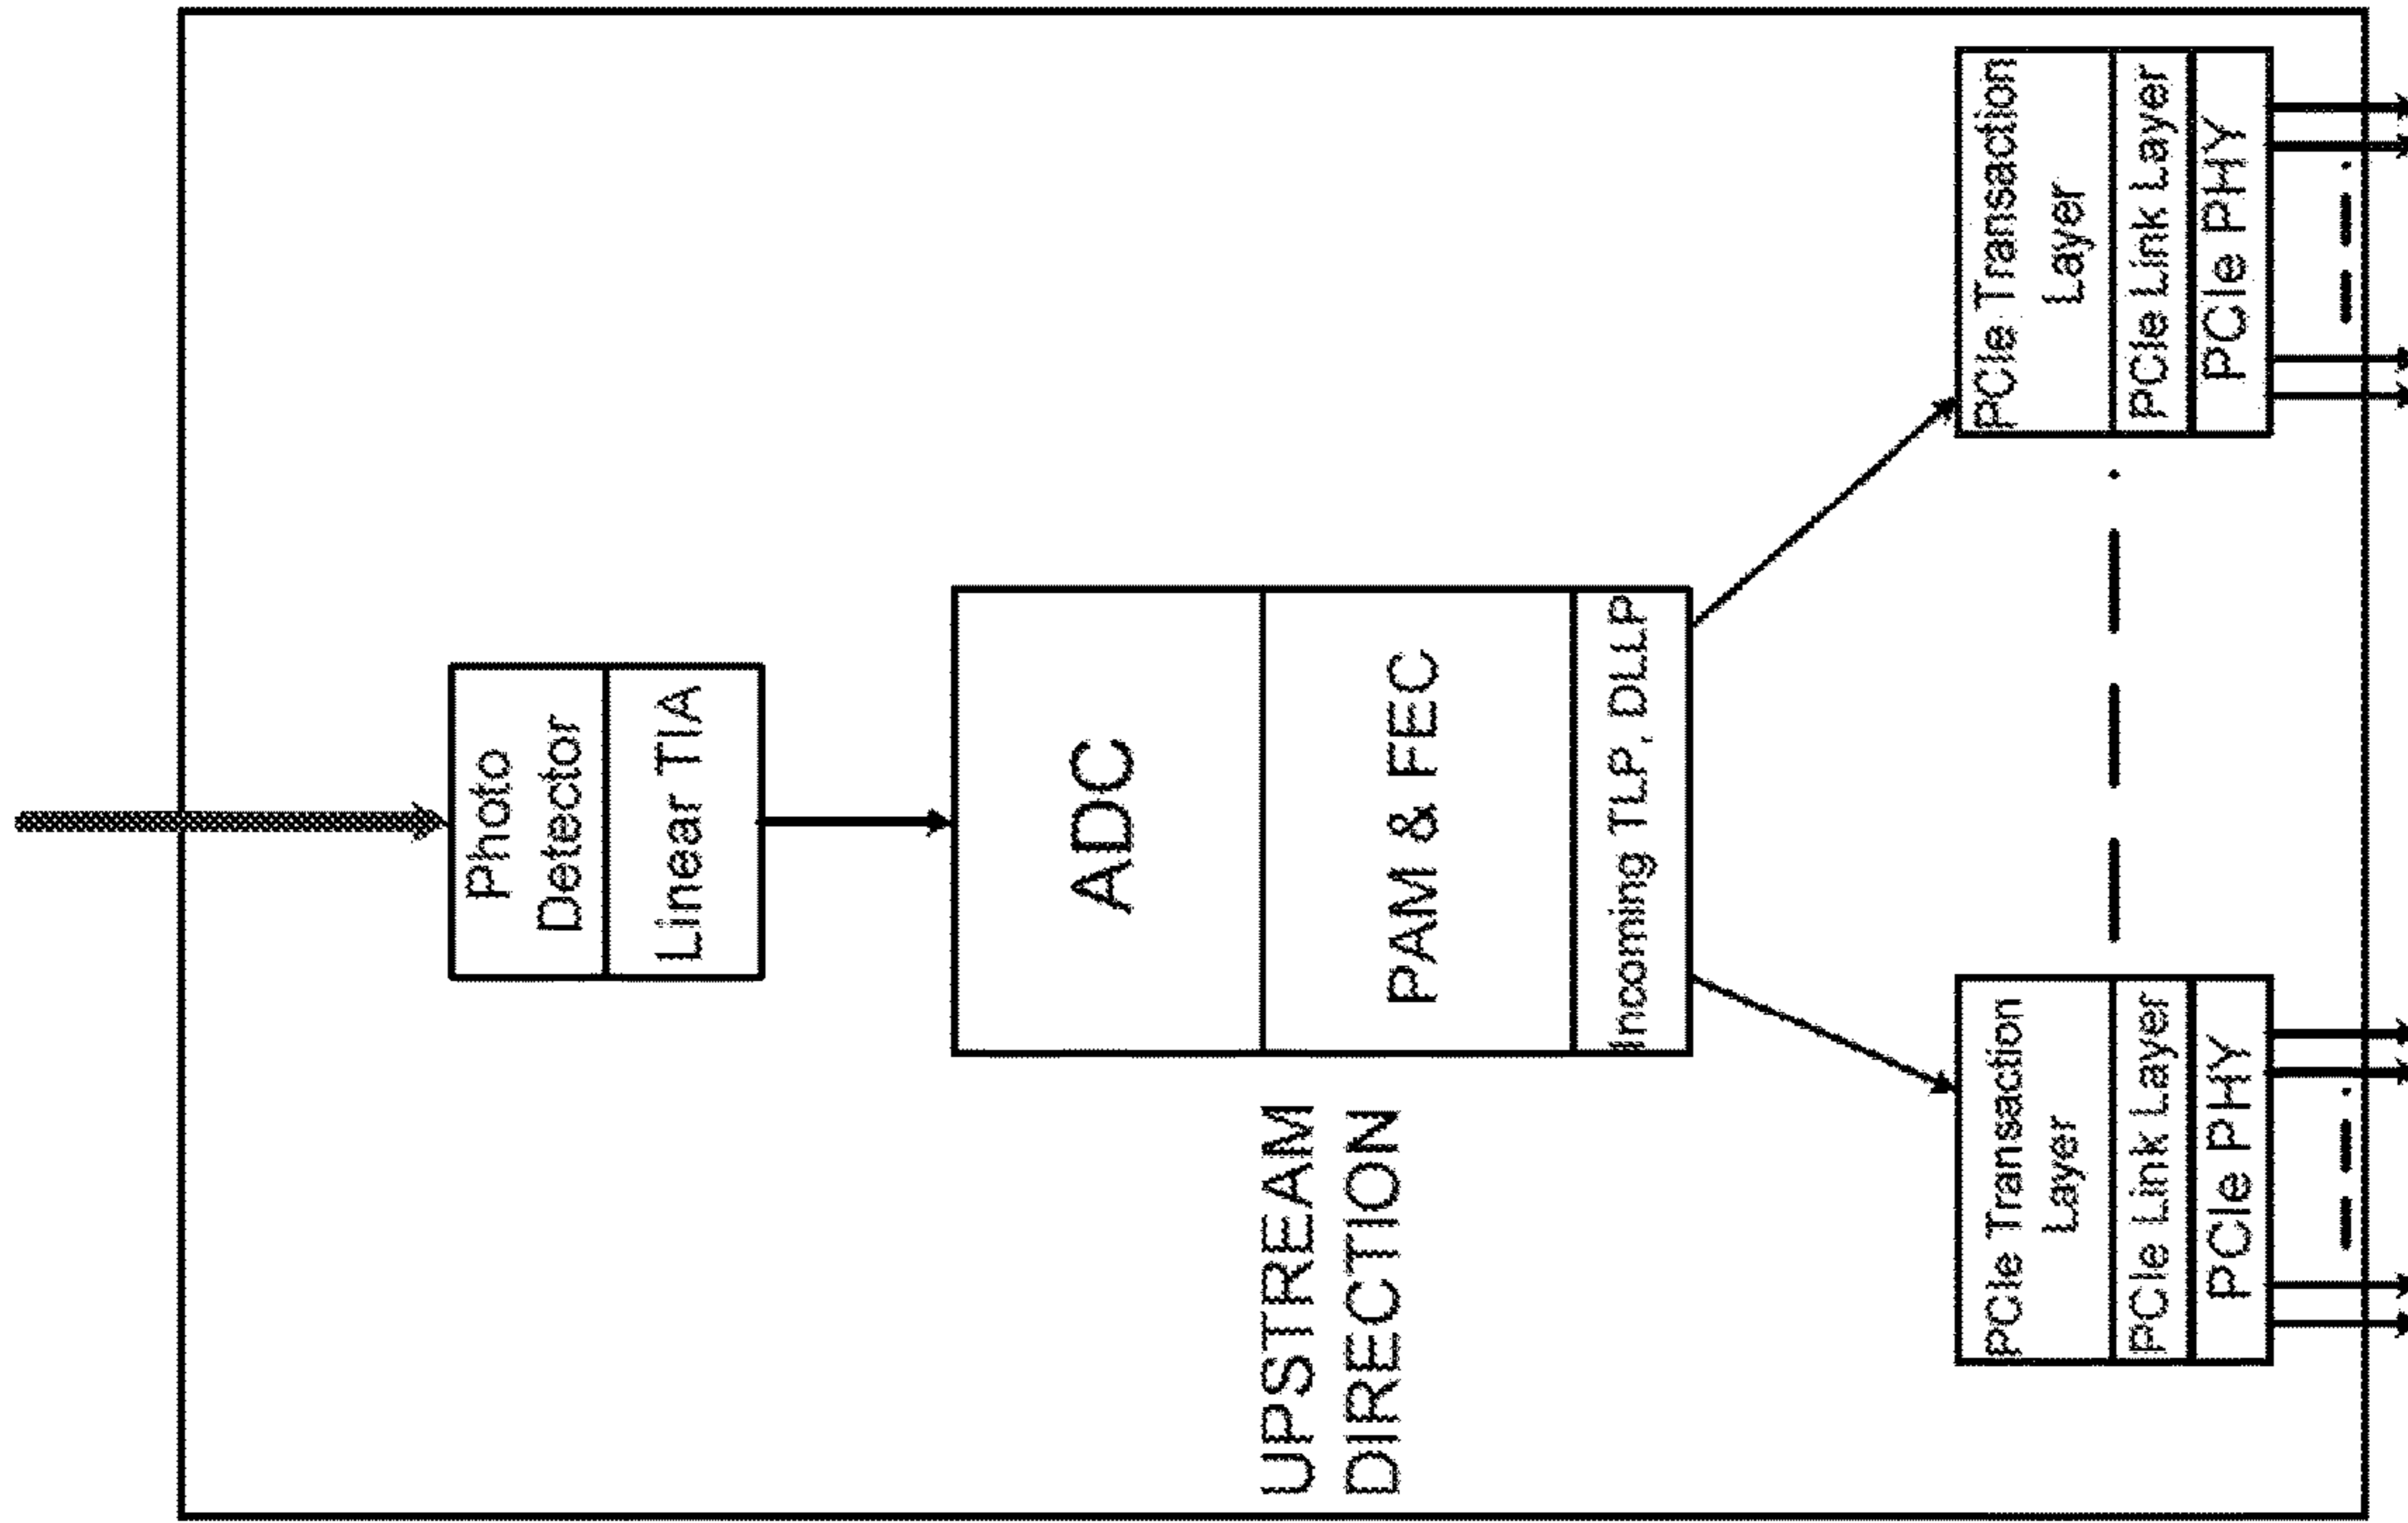 Photo
Detector
Linear TIA
ADC
PAM & FEC
Incoming TLP, DLLP
UPSTREAM
DIRECTION
PCIe Transaction
Layer
PCIe Link Layer
PCIe PHY
PCIe Transaction
Layer
PCIe Link Layer
PCIe PHY